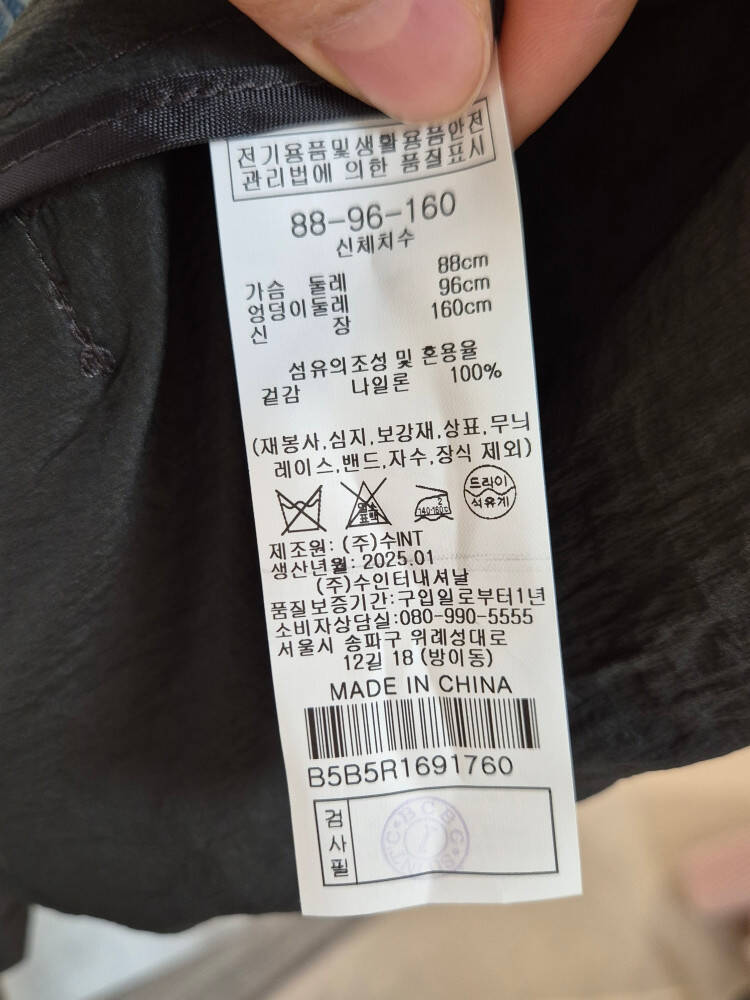 전기용품및생활용품안전
관리법에 의한 품질표시
88-96-160
신체치수
가슴 둘레 88cm
엉덩이둘레 96cm
신 장 160cm
섬유의조성 및 혼용율
겉감 나일론 100%
(재봉사,심지,보강재,상표,무늬
레이스,밴드,자수,장식 제외)
염소
표백
2
140-160℃
드라이
석유계
제조원: (주)수INT
생산년월: 2025.01
(주)수인터내셔날
품질보증기간:구입일로부터1년
소비자상담실:080-990-5555
서울시 송파구 위례성대로
12길 18 (방이동)
MADE IN CHINA
B5B5R1691760
검
사
필
BCBC